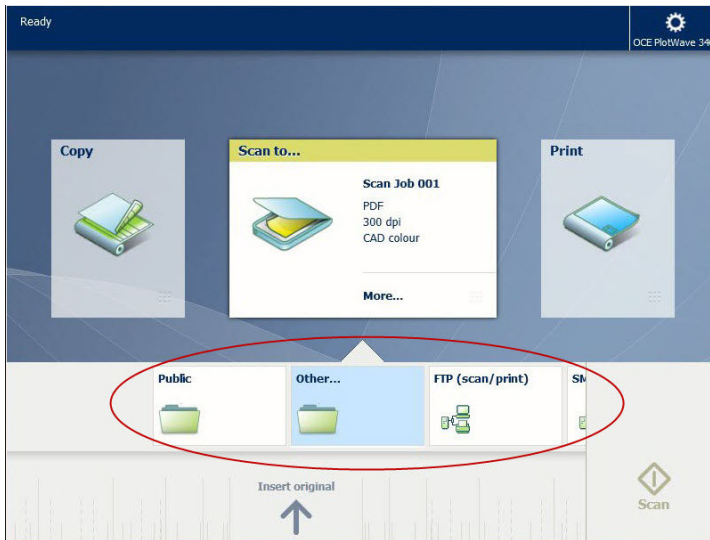 Ready
OCE PlotWave 34
Copy
Scan to...
Print
Scan Job 001
PDF
300 dpi
CAD colour
More...
Public
Other...
FTP (scan/print)
SM
Insert original
Scan